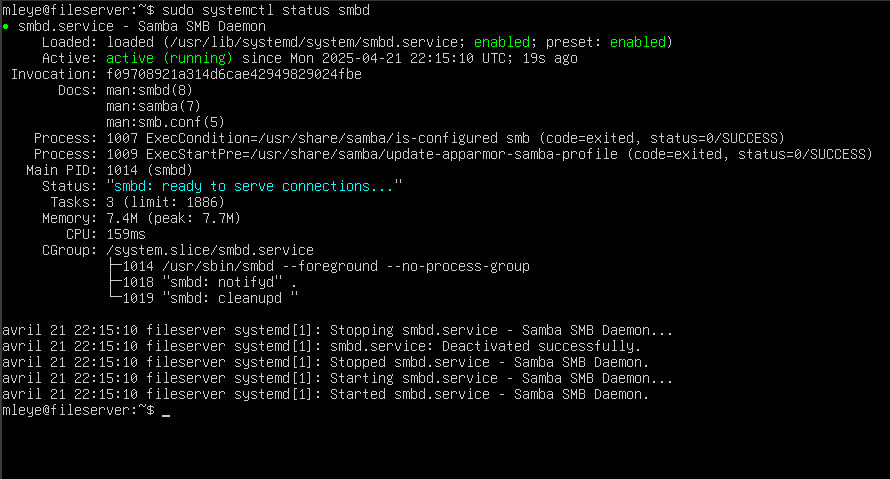 mleye@fileserver:~$ sudo systemctl status smbd
● smbd.service - Samba SMB Daemon
Loaded: loaded (/usr/lib/systemd/system/smbd.service; enabled; preset: enabled)
Active: active (running) since Mon 2025-04-21 22:15:10 UTC; 19s ago
Invocation: f09708921a314d6cae42949829024fbe
Docs: man:smbd(8)
man:samba(7)
man:smb.conf(5)
Process: 1007 ExecCondition=/usr/share/samba/is-configured smb (code=exited, status=0/SUCCESS)
Process: 1009 ExecStartPre=/usr/share/samba/update-apparmor-samba-profile (code=exited, status=0/SUCCESS)
Main PID: 1014 (smbd)
Status: "smbd: ready to serve connections..."
Tasks: 3 (limit: 1886)
Memory: 7.4M (peak: 7.7M)
CPU: 159ms
CGroup: /system.slice/smbd.service
├─1014 /usr/sbin/smbd --foreground --no-process-group
├─1018 "smbd: notifyd" .
└─1019 "smbd: cleanupd "
avril 21 22:15:10 fileserver systemd[1]: Stopping smbd.service - Samba SMB Daemon...
avril 21 22:15:10 fileserver systemd[1]: smbd.service: Deactivated successfully.
avril 21 22:15:10 fileserver systemd[1]: Stopped smbd.service - Samba SMB Daemon.
avril 21 22:15:10 fileserver systemd[1]: Starting smbd.service - Samba SMB Daemon...
avril 21 22:15:10 fileserver systemd[1]: Started smbd.service - Samba SMB Daemon.
mleye@fileserver:~$ _